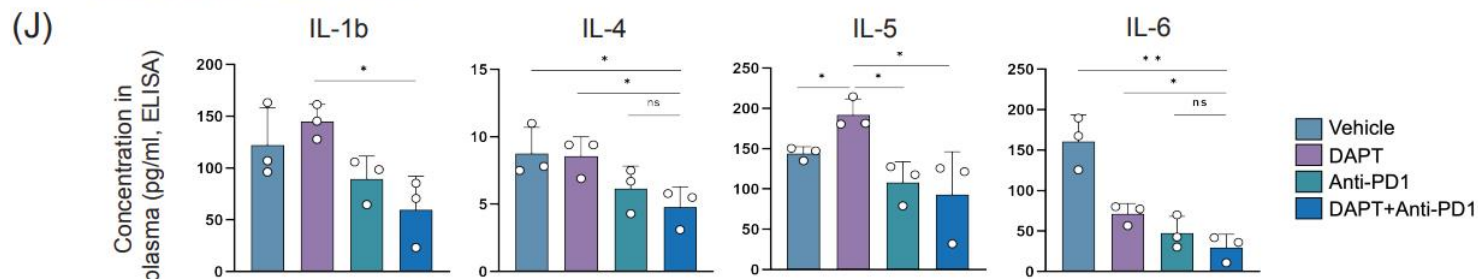 (J)
IL-1b
IL-4
IL-5
IL-6
Concentration in
plasma (pg/ml, ELISA)
200
150
100
50
0
*
15
10
5
0
*
*
ns
250
200
150
100
50
0
*
*
*
250
200
150
100
50
0
**
*
ns
Vehicle
DAPT
Anti-PD1
DAPT+Anti-PD1